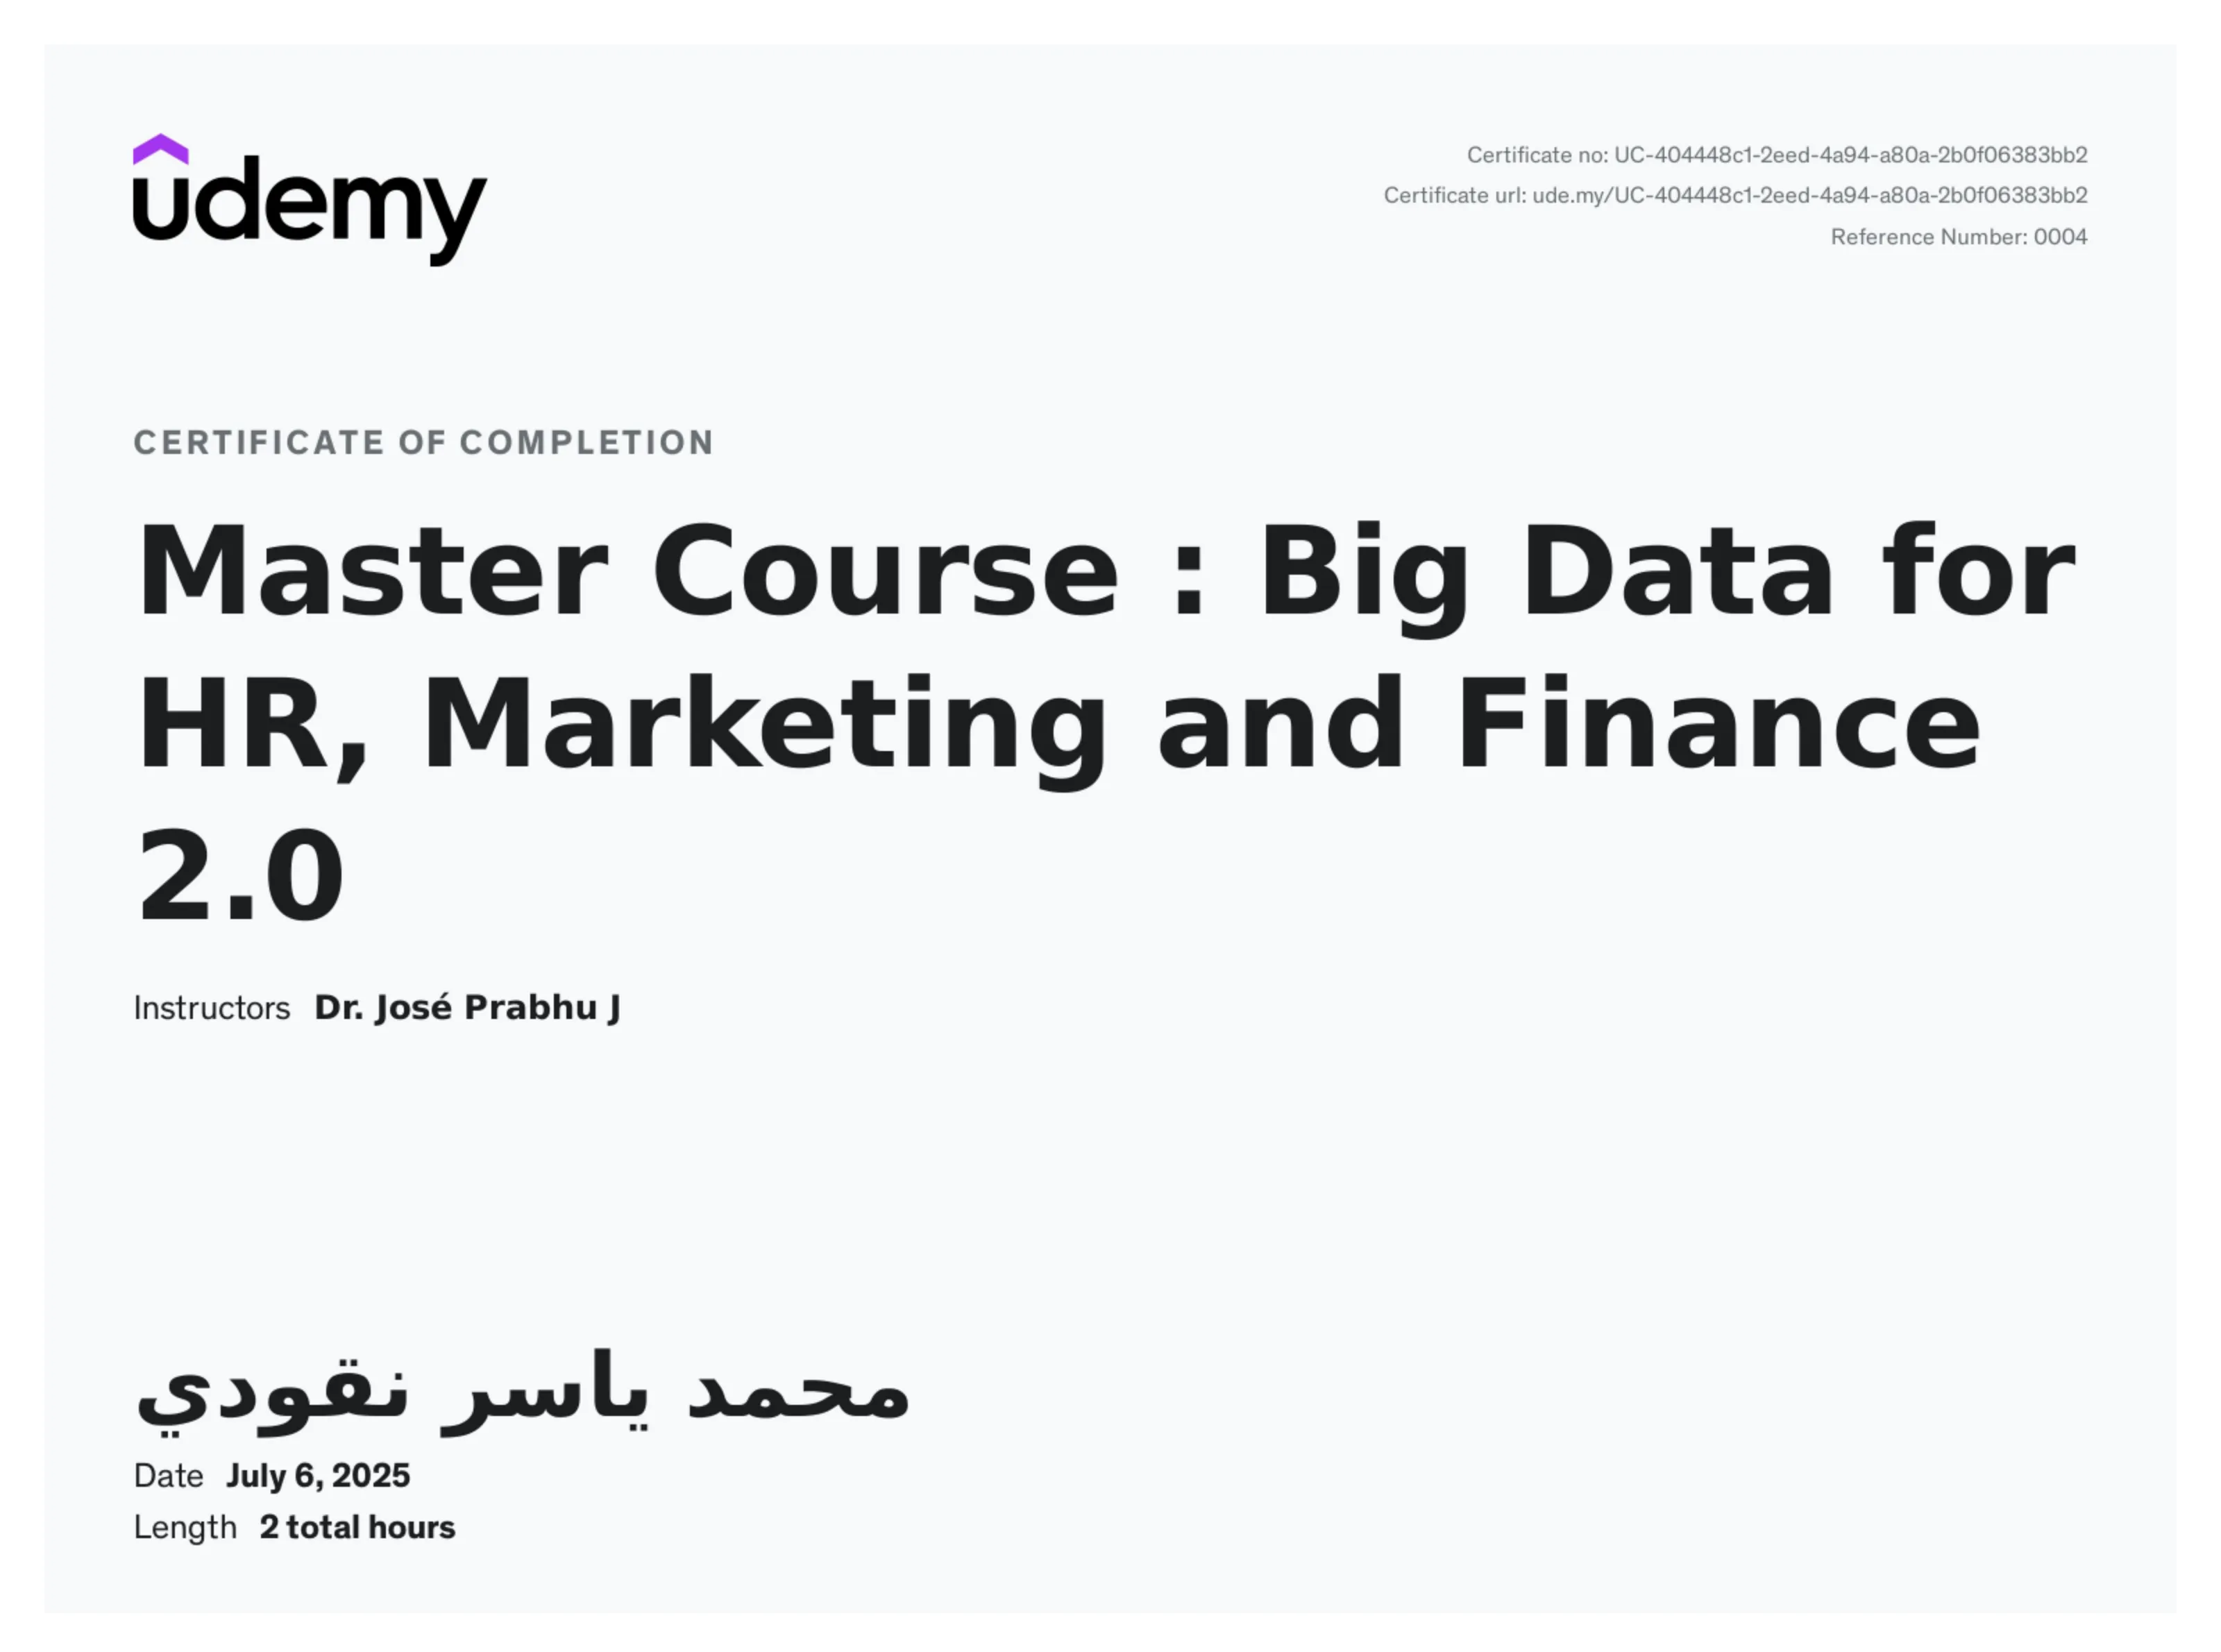 udemy
Certificate no: UC-404448c1-2eed-4a94-a80a-2b0f06383bb2
Certificate url: ude.my/UC-404448c1-2eed-4a94-a80a-2b0f06383bb2
Reference Number: 0004
CERTIFICATE OF COMPLETION
Master Course : Big Data for
HR, Marketing and Finance
2.0
Instructors Dr. José Prabhu J
محمد ياسر نقودي
Date July 6, 2025
Length 2 total hours